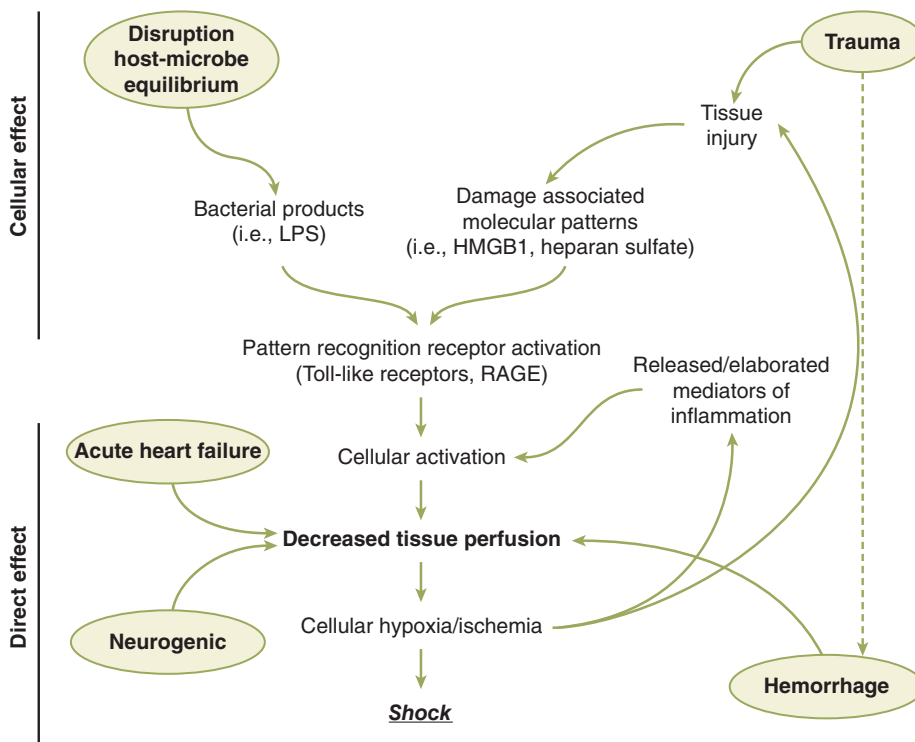 Cellular effect
Disruption
host-microbe
equilibrium
Trauma
Tissue
injury
Bacterial products
(i.e., LPS)
Damage associated
molecular patterns
(i.e., HMGB1, heparan sulfate)
Pattern recognition receptor activation
(Toll-like receptors, RAGE)
Released/elaborated
mediators of
inflammation
Direct effect
Acute heart failure
Cellular activation
Decreased tissue perfusion
Neurogenic
Cellular hypoxia/ischemia
Hemorrhage
Shock